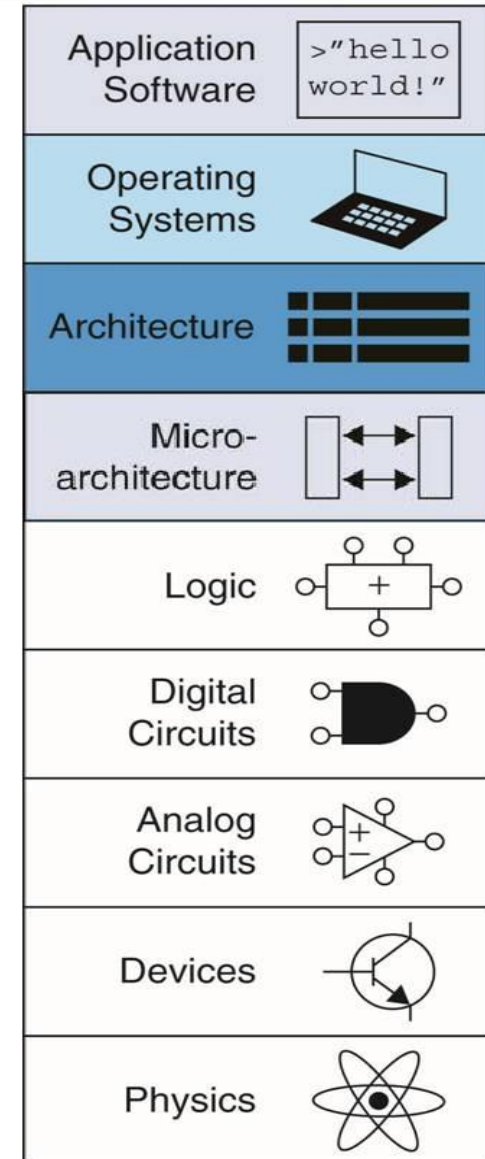 Application
Software
>"hello
world!"
Operating
Systems
Architecture
Micro-
architecture
Logic
+
Digital
Circuits
Analog
Circuits
+
−
Devices
Physics